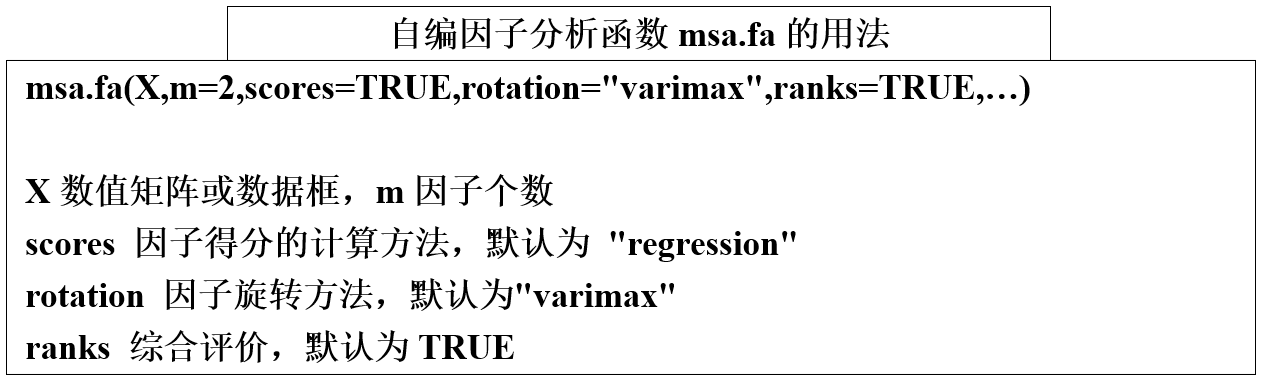 自编因子分析函数 msa.fa 的用法
msa.fa(X,m=2,scores=TRUE,rotation="varimax",ranks=TRUE,…)
X 数值矩阵或数据框，m 因子个数
scores 因子得分的计算方法，默认为 "regression"
rotation 因子旋转方法，默认为"varimax"
ranks 综合评价，默认为 TRUE